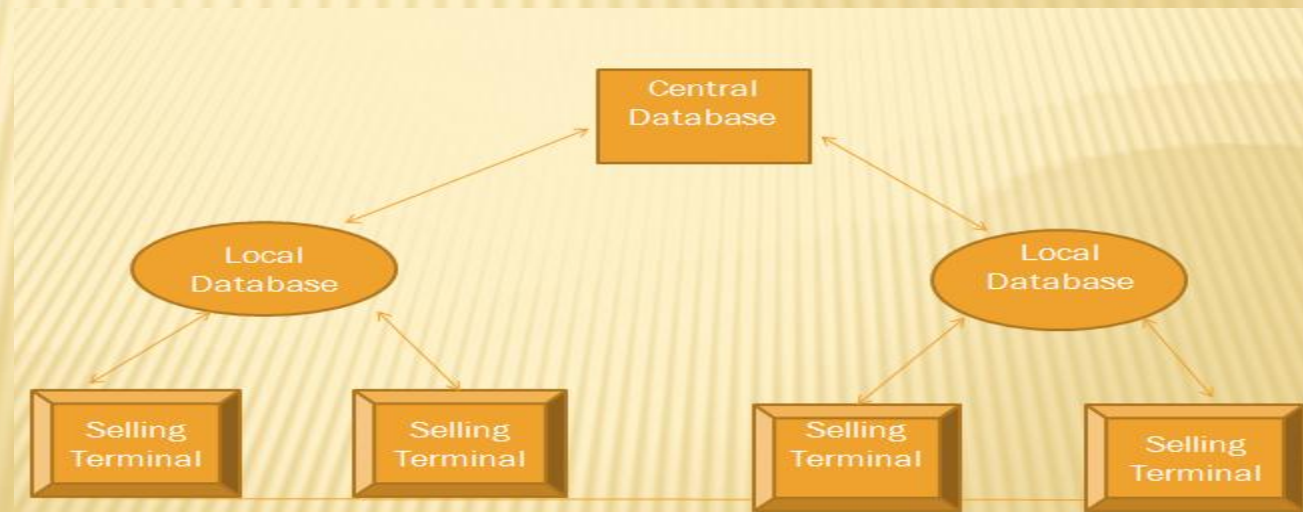 Central
Database
Local
Database
Local
Database
Selling
Terminal
Selling
Terminal
Selling
Terminal
Selling
Terminal